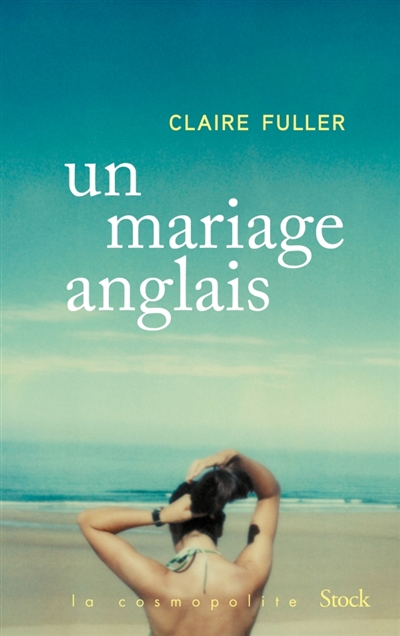 CLAIRE FULLER
un
mariage
anglais
la cosmopolite Stock